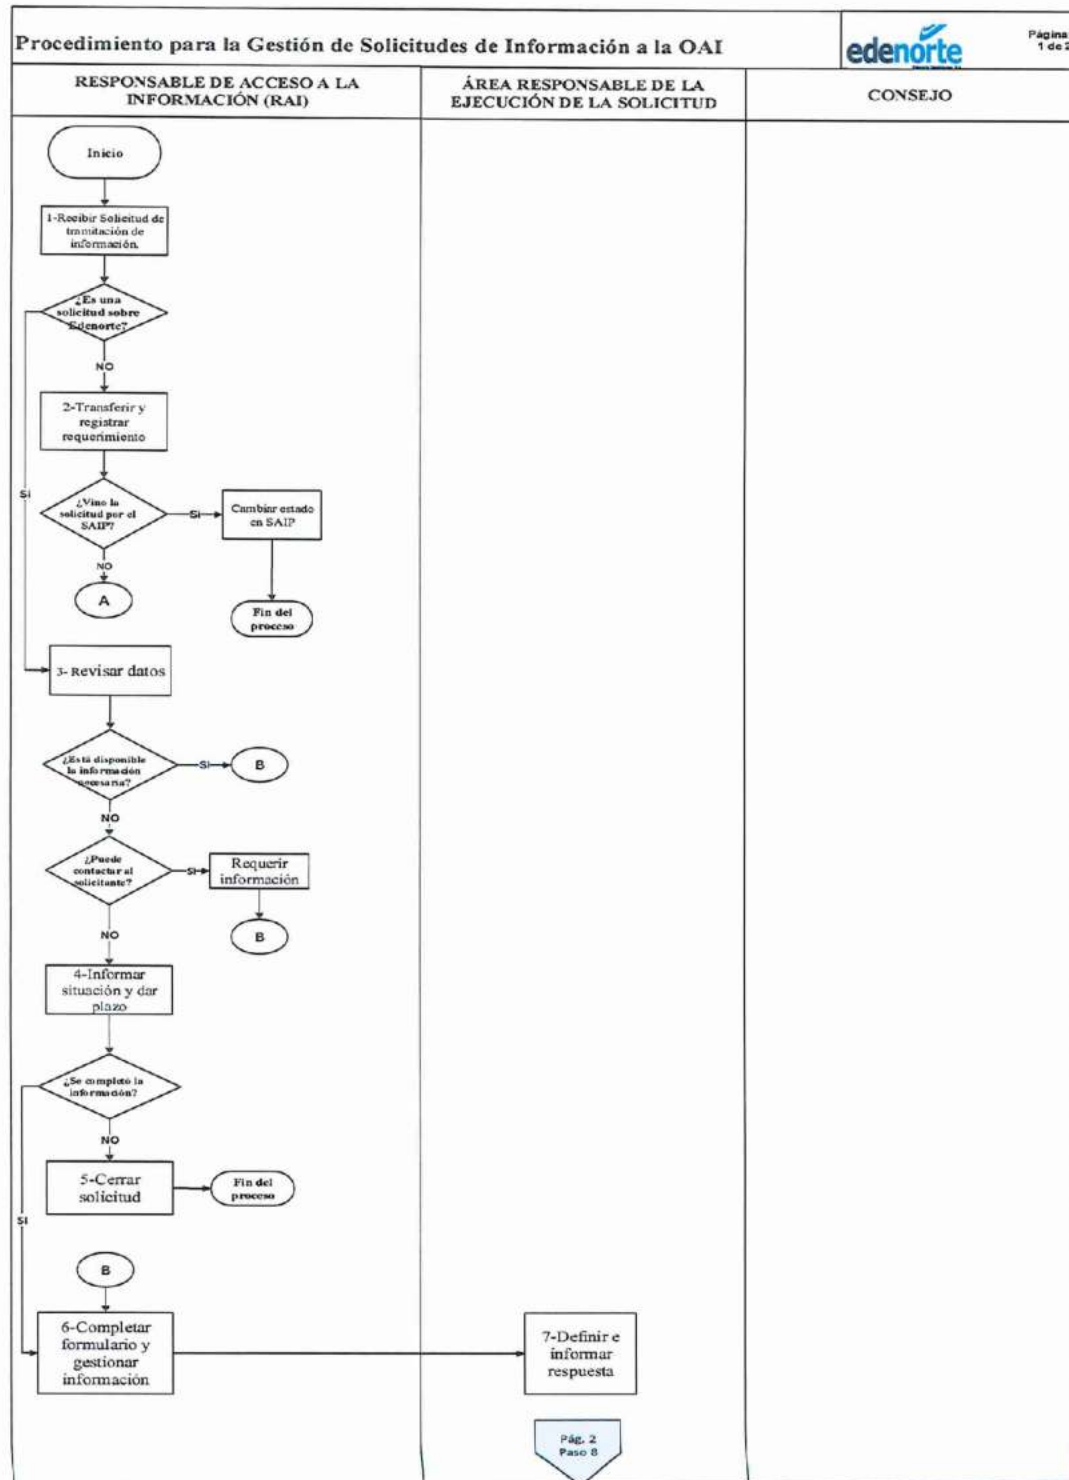 Procedimiento para la Gestión de Solicitudes de Información a la OAI
edenorte
Página
1 de 2
RESPONSABLE DE ACCESO A LA
INFORMACIÓN (RAI)
ÁREA RESPONSABLE DE LA
EJECUCIÓN DE LA SOLICITUD
CONSEJO
Inicio
1-Recibir Solicitud de
tramitación de
información.
¿Es una
solicitud sobre
Edenorte?
NO
2-Transferir y
registrar
requerimiento
Si
¿Vino la
solicitud por el
SAIP?
Si
Cambiar estado
en SAIP
NO
A
Fin del
proceso
3- Revisar datos
¿Está disponible
la información
necesaria?
Si
B
NO
¿Puede
contactar al
solicitante?
Si
Requerir
información
B
NO
4-Informar
situación y dar
plazo
¿Se completó la
información?
NO
5-Cerrar
solicitud
Fin del
proceso
Si
B
6-Completar
formulario y
gestionar
información
7-Definir e
informar
respuesta
Pág. 2
Paso 8